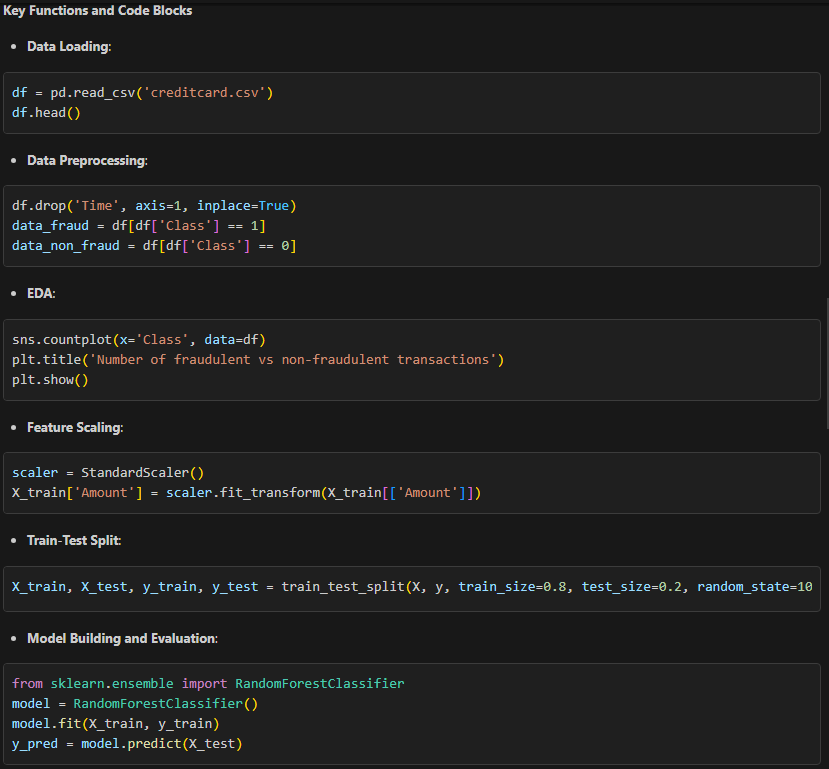 Key Functions and Code Blocks
• Data Loading:
df = pd.read_csv('creditcard.csv')
df.head()
• Data Preprocessing:
df.drop('Time', axis=1, inplace=True)
data_fraud = df[df['Class'] == 1]
data_non_fraud = df[df['Class'] == 0]
• EDA:
sns.countplot(x='Class', data=df)
plt.title('Number of fraudulent vs non-fraudulent transactions')
plt.show()
• Feature Scaling:
scaler = StandardScaler()
X_train['Amount'] = scaler.fit_transform(X_train[['Amount']])
• Train-Test Split:
X_train, X_test, y_train, y_test = train_test_split(X, y, train_size=0.8, test_size=0.2, random_state=10
• Model Building and Evaluation:
from sklearn.ensemble import RandomForestClassifier
model = RandomForestClassifier()
model.fit(X_train, y_train)
y_pred = model.predict(X_test)